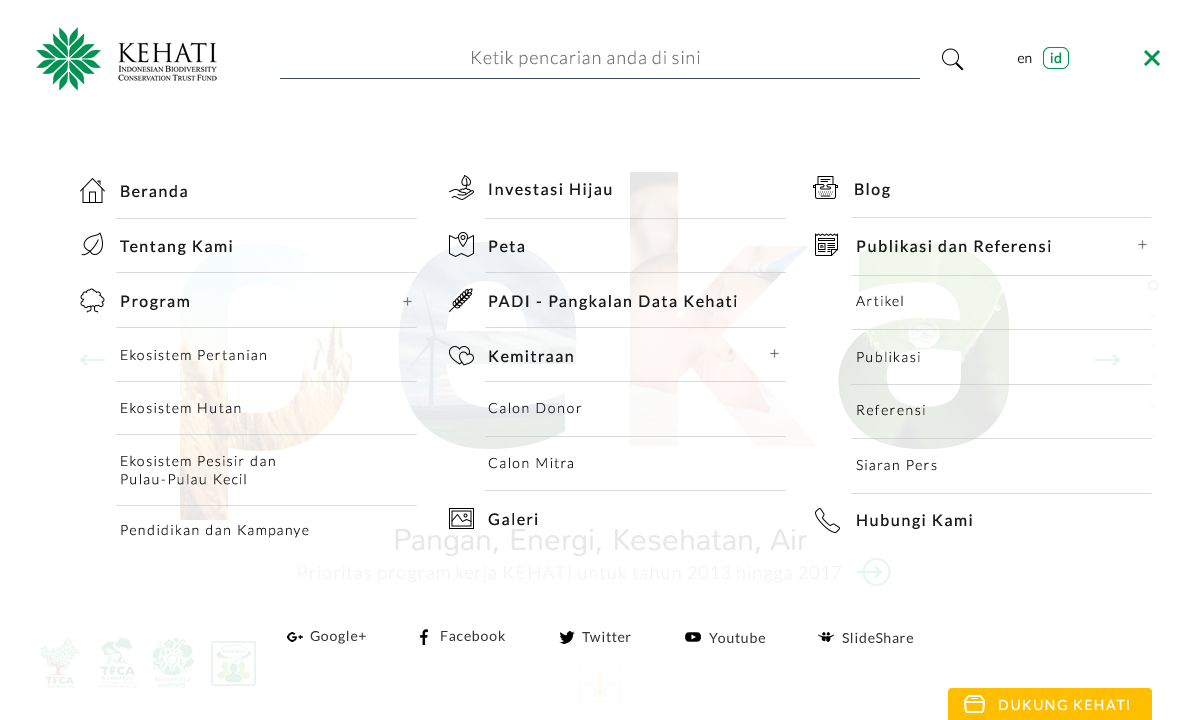 KEHATI
INDONESIAN BIODIVERSITY
CONSERVATION TRUST FUND
Ketik pencarian anda di sini
en
id
Beranda
Tentang Kami
Program
+
Ekosistem Pertanian
Ekosistem Hutan
Ekosistem Pesisir dan
Pulau-Pulau Kecil
Pendidikan dan Kampanye
Investasi Hijau
Peta
PADI - Pangkalan Data Kehati
Kemitraan
+
Calon Donor
Calon Mitra
Galeri
Blog
Publikasi dan Referensi
+
Artikel
Publikasi
Referensi
Siaran Pers
Hubungi Kami
peka
Pangan, Energi, Kesehatan, Air
Prioritas program kerja KEHATI untuk tahun 2013 hingga 2017
Google+
Facebook
Twitter
Youtube
SlideShare
TFCA
TFCA
DUKUNG KEHATI